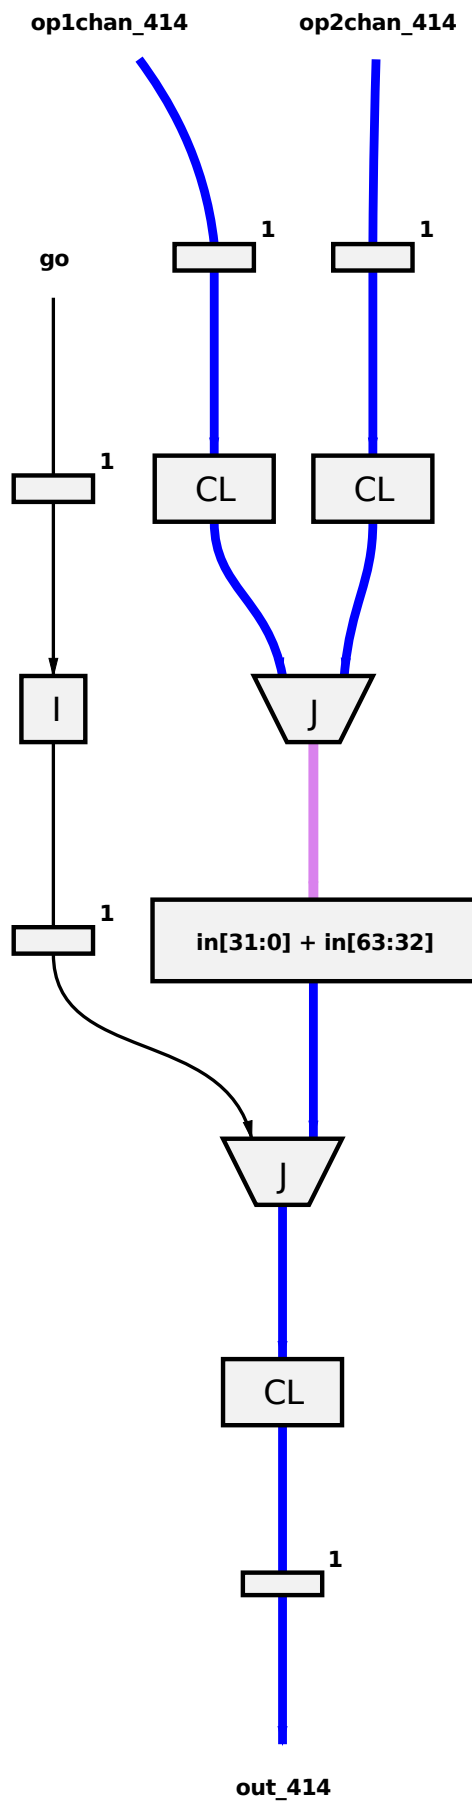 op1chan_414 op2chan_414
1 1
go
1
CL CL
I J
1
in[31:0] + in[63:32]
J
CL
1
out_414